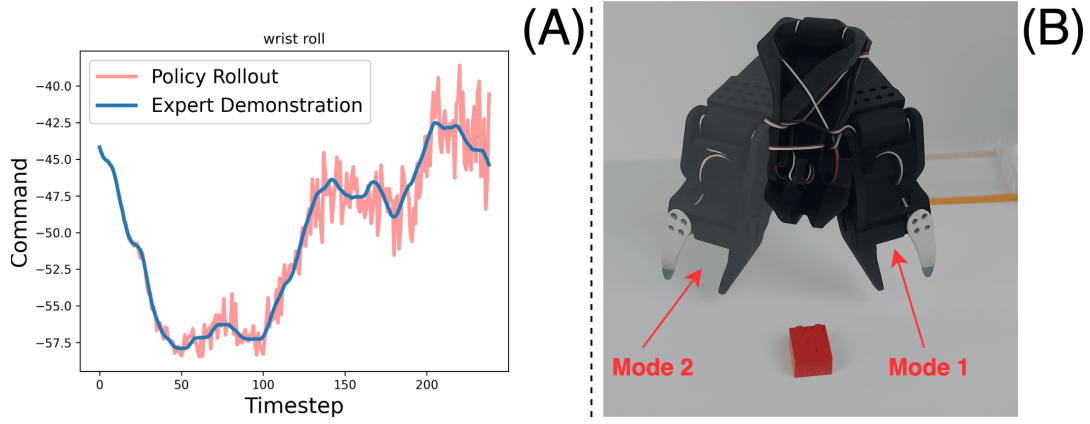 wrist roll
(A)
Policy Rollout
Expert Demonstration
Command
−40.0
−42.5
−45.0
−47.5
−50.0
−52.5
−55.0
−57.5
0
50
100
150
200
Timestep
(B)
Mode 2
Mode 1